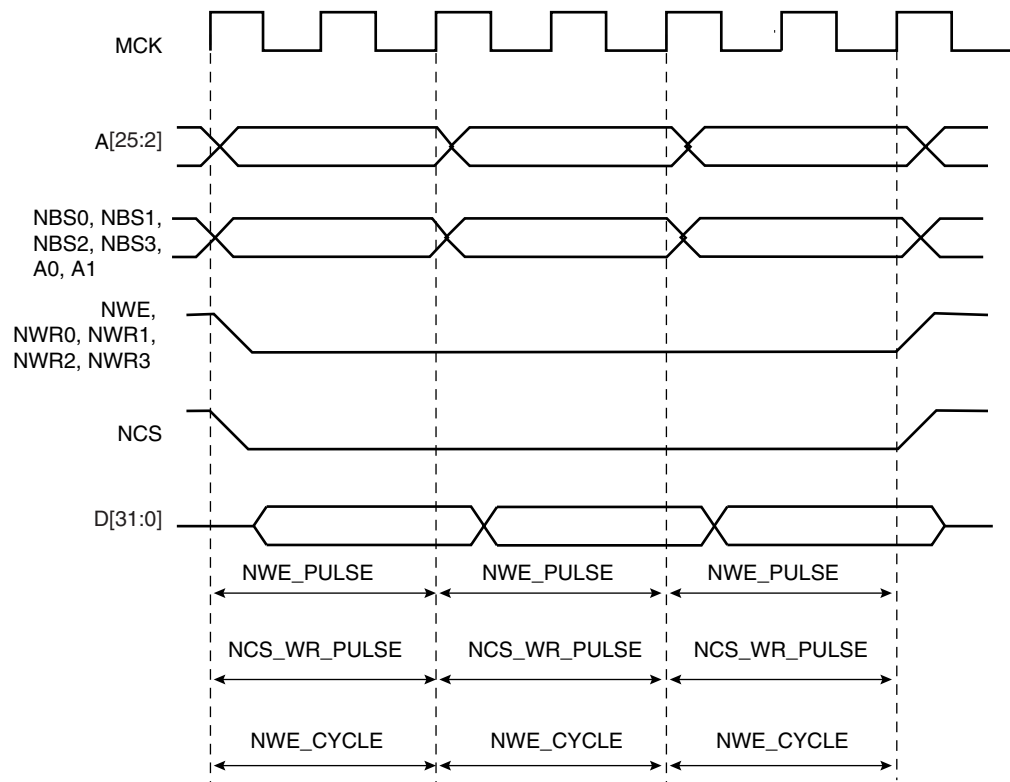 MCK
A[25:2]
NBS0, NBS1,
NBS2, NBS3,
A0, A1
NWE,
NWR0, NWR1,
NWR2, NWR3
NCS
D[31:0]
NWE_PULSE NWE_PULSE NWE_PULSE
NCS_WR_PULSE NCS_WR_PULSE NCS_WR_PULSE
NWE_CYCLE NWE_CYCLE NWE_CYCLE